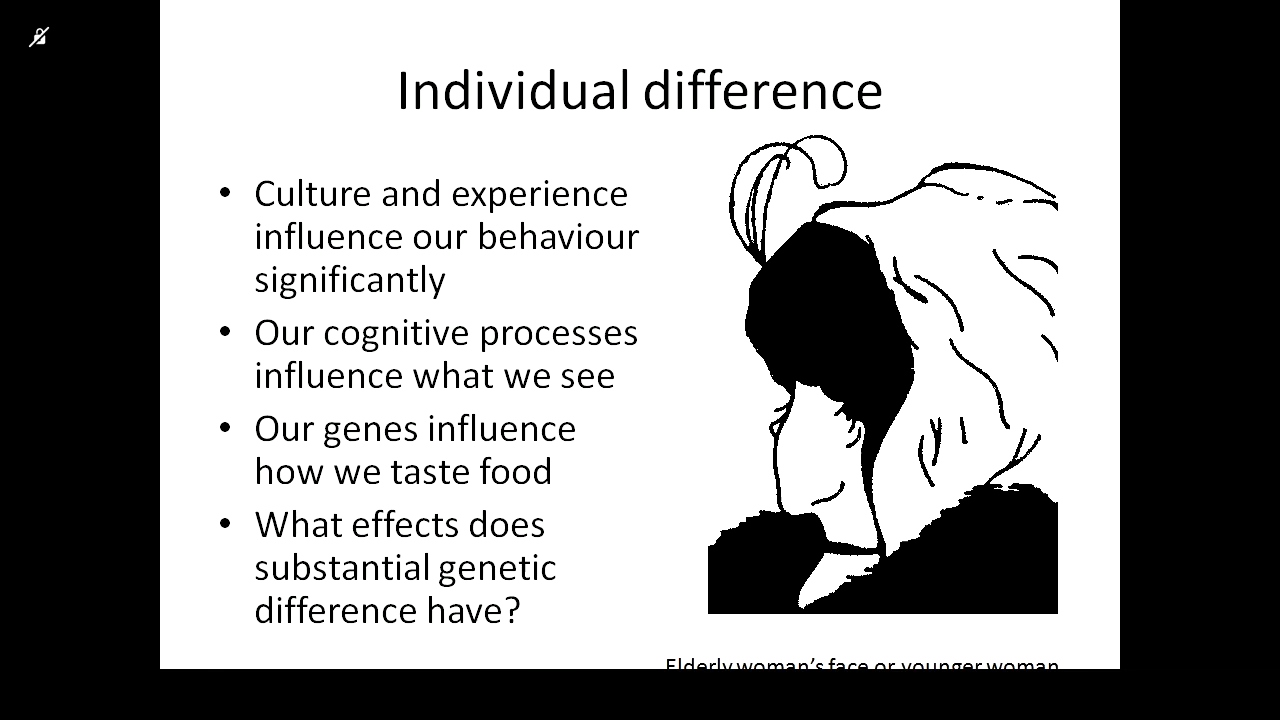 Individual difference
• Culture and experience
influence our behaviour
significantly
• Our cognitive processes
influence what we see
• Our genes influence
how we taste food
• What effects does
substantial genetic
difference have?
Elderly woman's face or younger woman